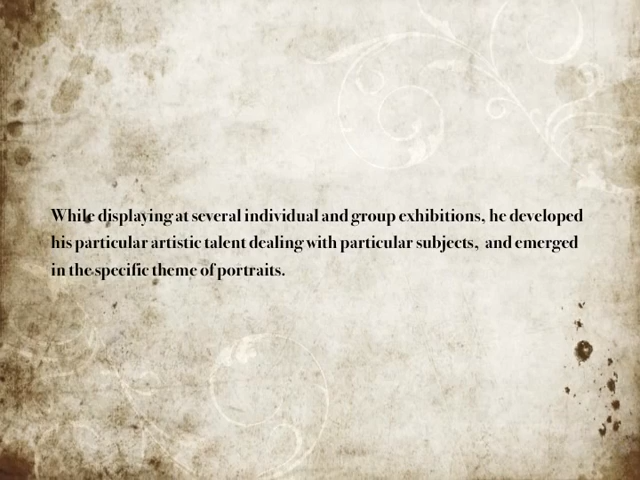 While displaying at several individual and group exhibitions, he developed
his particular artistic talent dealing with particular subjects,  and emerged
in the specific theme of portraits.